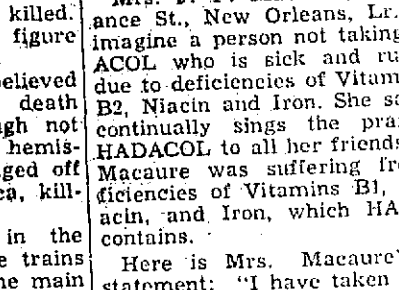 killed.
figure
elieved
death
gh not
hemis-
ged off
ca, kill-
in the
e trains
he main
ance St., New Orleans, Lr.
imagine a person not taking
ACOL who is sick and ru
due to deficiencies of Vitam
B2, Niacin and Iron. She s
continually sings the pra
HADACOL to all her friends
Macaure was suffering fr
ficiencies of Vitamins B1,
acin, and Iron, which HA
contains.
Here is Mrs. Macaure'
statement: "I have taken